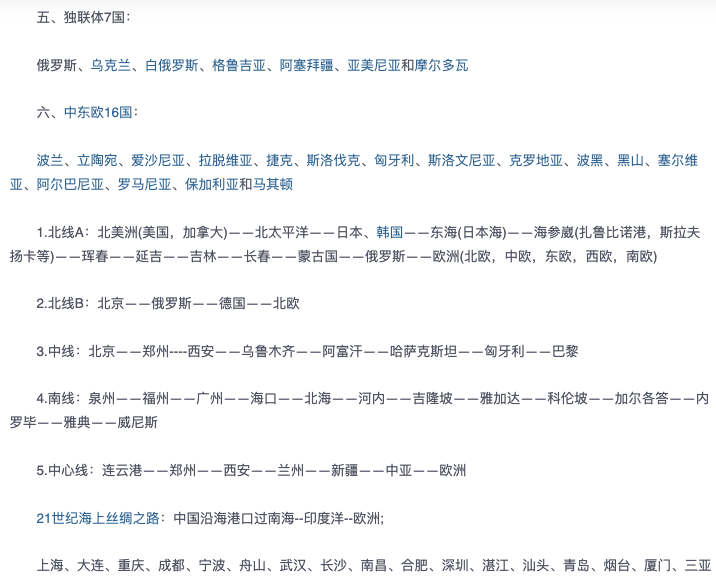 五、独联体7国：
俄罗斯、乌克兰、白俄罗斯、格鲁吉亚、阿塞拜疆、亚美尼亚和摩尔多瓦
六、中东欧16国：
波兰、立陶宛、爱沙尼亚、拉脱维亚、捷克、斯洛伐克、匈牙利、斯洛文尼亚、克罗地亚、波黑、黑山、塞尔维
亚、阿尔巴尼亚、罗马尼亚、保加利亚和马其顿
1.北线A：北美洲(美国，加拿大)——北太平洋——日本、韩国——东海(日本海)——海参崴(扎鲁比诺港，斯拉夫
扬卡等)——珲春——延吉——吉林——长春——蒙古国——俄罗斯——欧洲(北欧，中欧，东欧，西欧，南欧)
2.北线B：北京——俄罗斯——德国——北欧
3.中线：北京——郑州----西安——乌鲁木齐——阿富汗——哈萨克斯坦——匈牙利——巴黎
4.南线：泉州——福州——广州——海口——北海——河内——吉隆坡——雅加达——科伦坡——加尔各答——内
罗毕——雅典——威尼斯
5.中心线：连云港——郑州——西安——兰州——新疆——中亚——欧洲
21世纪海上丝绸之路：中国沿海港口过南海--印度洋--欧洲;
上海、大连、重庆、成都、宁波、舟山、武汉、长沙、南昌、合肥、深圳、湛江、汕头、青岛、烟台、厦门、三亚